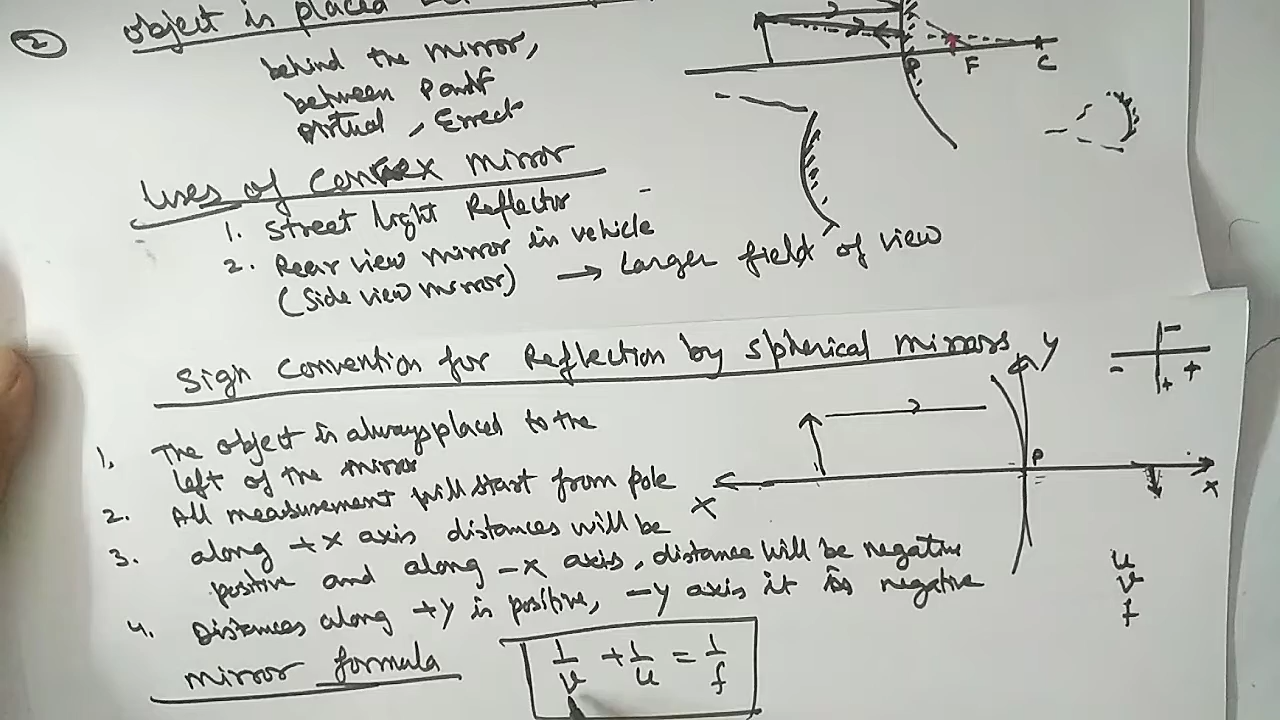 2 object is placed
behind the mirror,
between P and F
virtual, Errect
P F C
Uses of Convex mirror
1. Street light Reflector
2. Rear view mirror in vehicle
(Side view mirror) → Larger field of view
Sign Convention for Reflection by Spherical mirrors
Y
- - + +
1. The object is always placed to the
left of the mirror
P
X X
2. All measurement will start from pole
3. along +x axis distances will be
positive and along -x axis, distance will be negative
4. Distances along +y is positive, -y axis it is negative
u
v
f
mirror formula
1/v + 1/u = 1/f